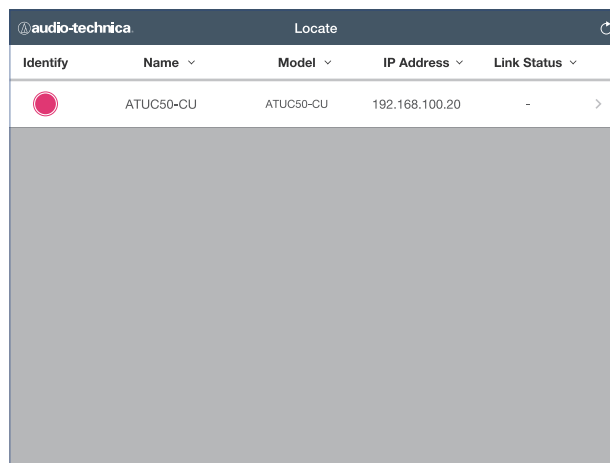 audio-technica.
Locate
Identify Name Model IP Address Link Status
ATUC50-CU ATUC50-CU 192.168.100.20 -